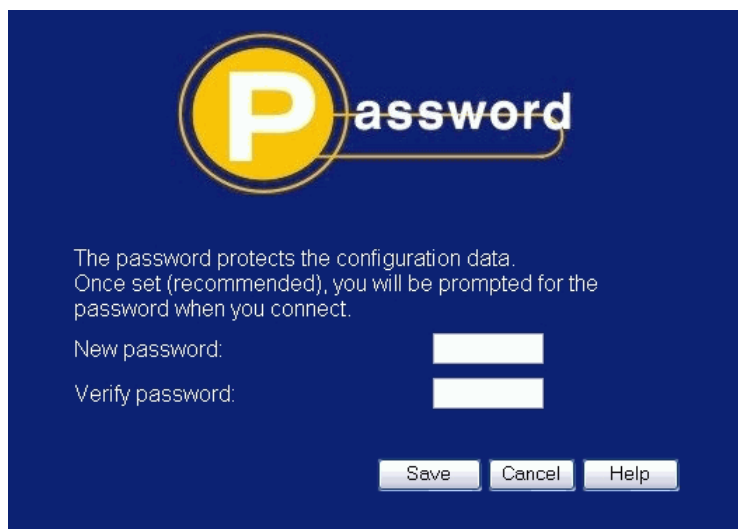 Password
The password protects the configuration data.
Once set (recommended), you will be prompted for the
password when you connect.
New password:
Verify password:
Save Cancel Help